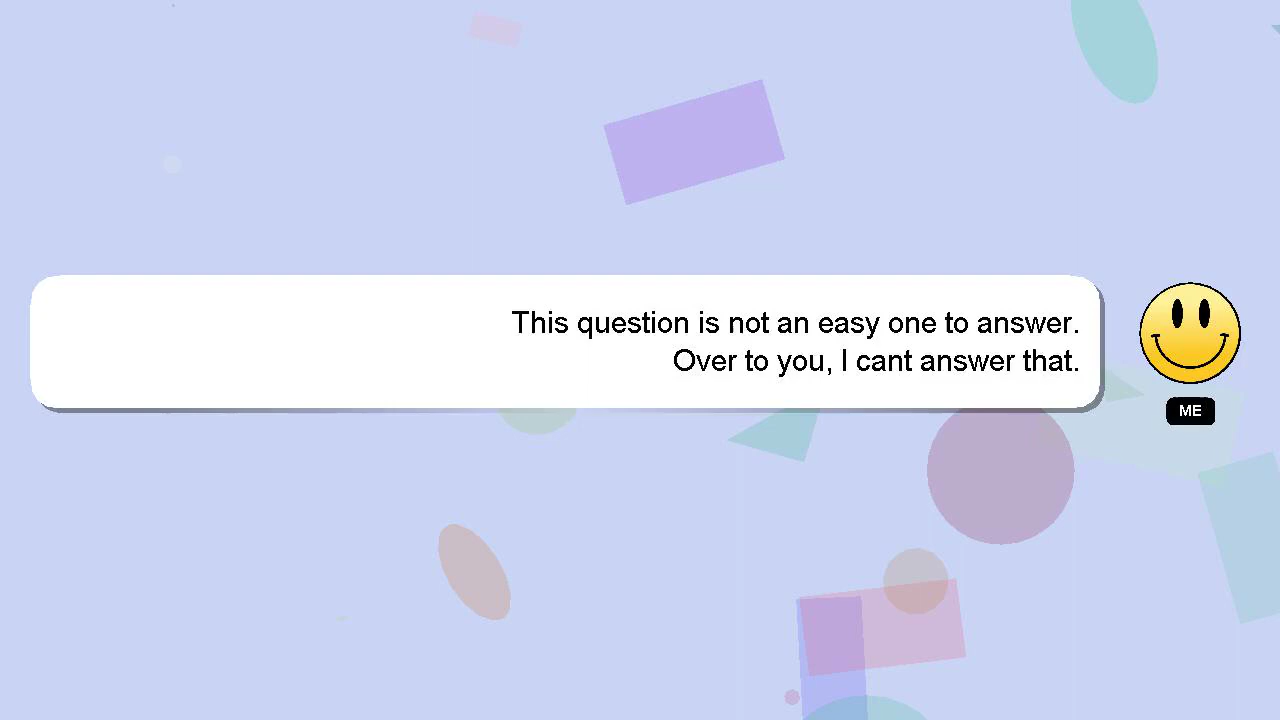 This question is not an easy one to answer.
Over to you, I cant answer that.
ME